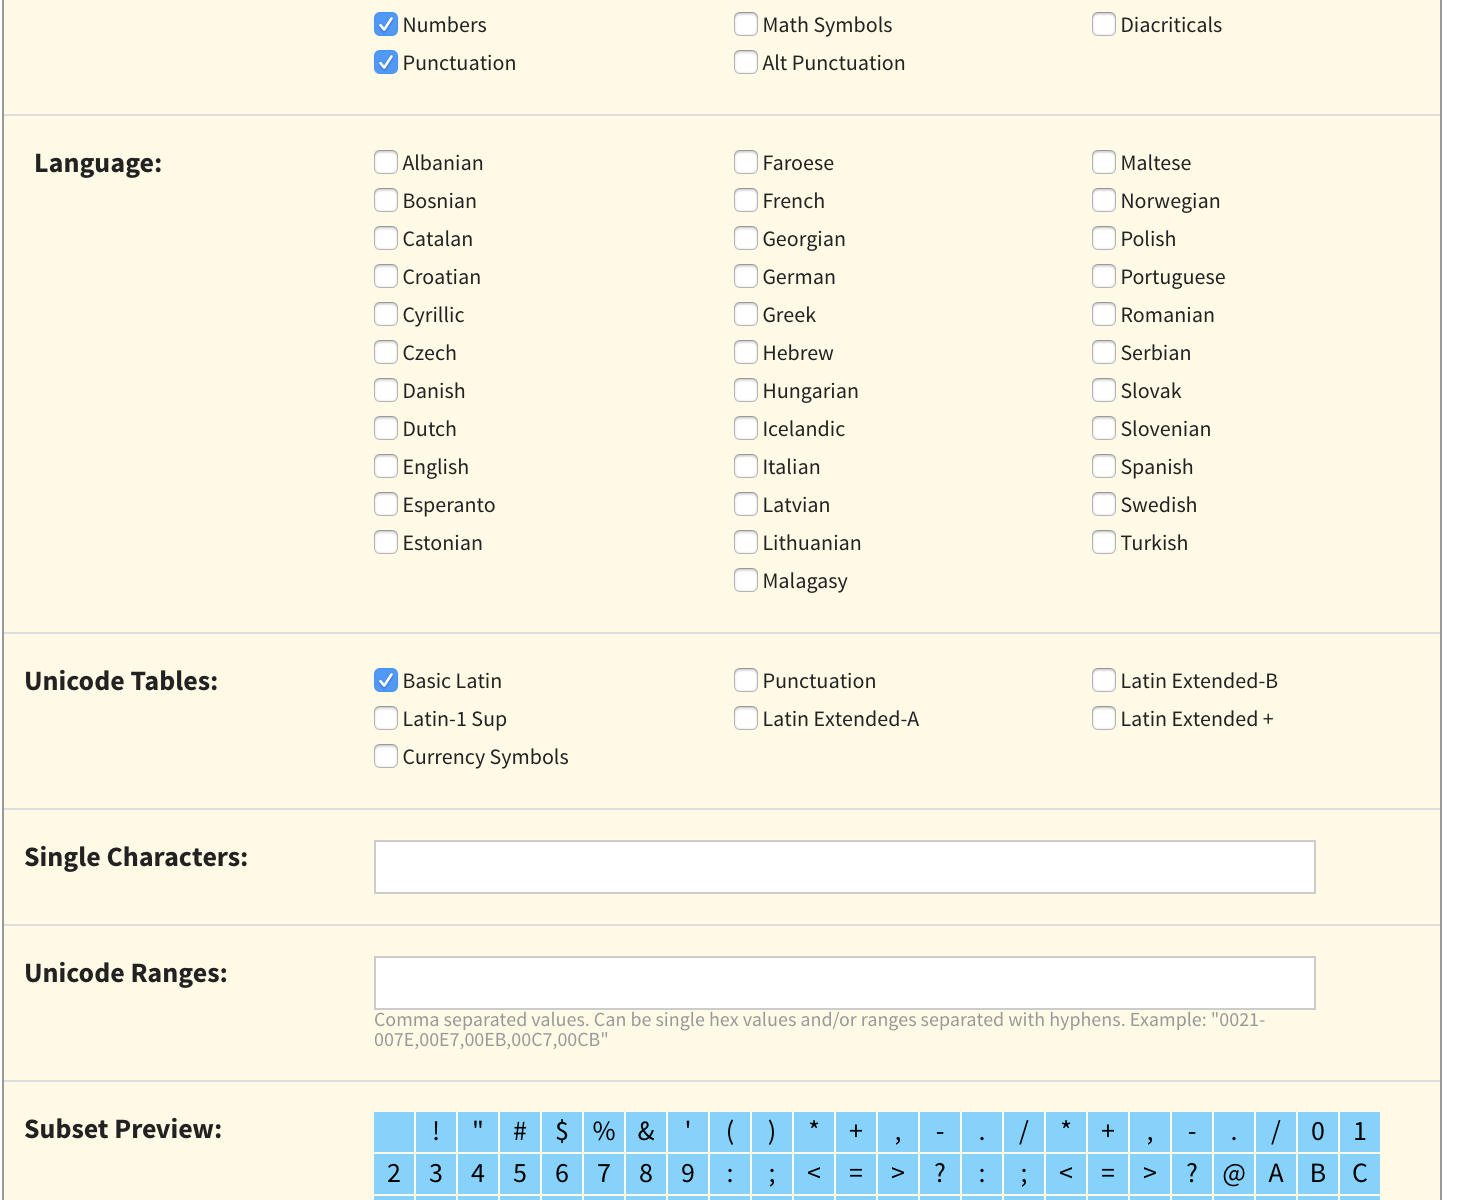 Numbers Math Symbols Diacriticals
Punctuation Alt Punctuation
Language: Albanian Faroese Maltese
Bosnian French Norwegian
Catalan Georgian Polish
Croatian German Portuguese
Cyrillic Greek Romanian
Czech Hebrew Serbian
Danish Hungarian Slovak
Dutch Icelandic Slovenian
English Italian Spanish
Esperanto Latvian Swedish
Estonian Lithuanian Turkish
Malagasy
Unicode Tables: Basic Latin Punctuation Latin Extended-B
Latin-1 Sup Latin Extended-A Latin Extended +
Currency Symbols
Single Characters:
Unicode Ranges:
Comma separated values. Can be single hex values and/or ranges separated with hyphens. Example: "0021-
007E,00E7,00EB,00C7,00CB"
Subset Preview: ! " # $ % & ' ( ) * + , - . / * + , - . / 0 1
2 3 4 5 6 7 8 9 : ; < = > ? : ; < = > ? @ A B C